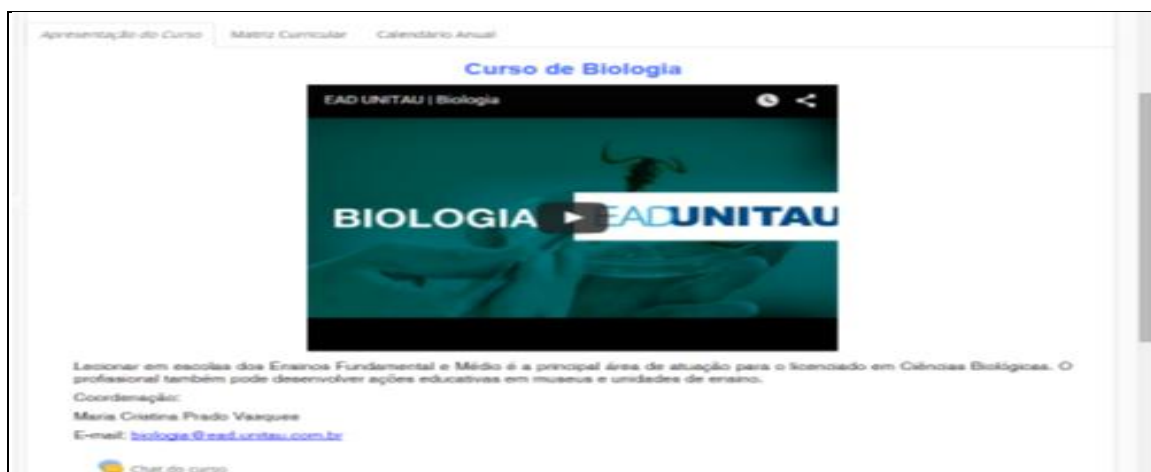 Apresentação do Curso Matriz Curricular Calendário Anual
Curso de Biologia
EAD UNITAU | Biologia
BIOLOGIA EADUNITAU
Lecionar em escolas dos Ensinos Fundamental e Médio é a principal área de atuação para o licenciado em Ciências Biológicas. O
profissional também pode desenvolver ações educativas em museus e unidades de ensino.
Coordenação:
Maria Cristina Prado Vasques
E-mail: biologia@ead.unitau.com.br
Chat do curso